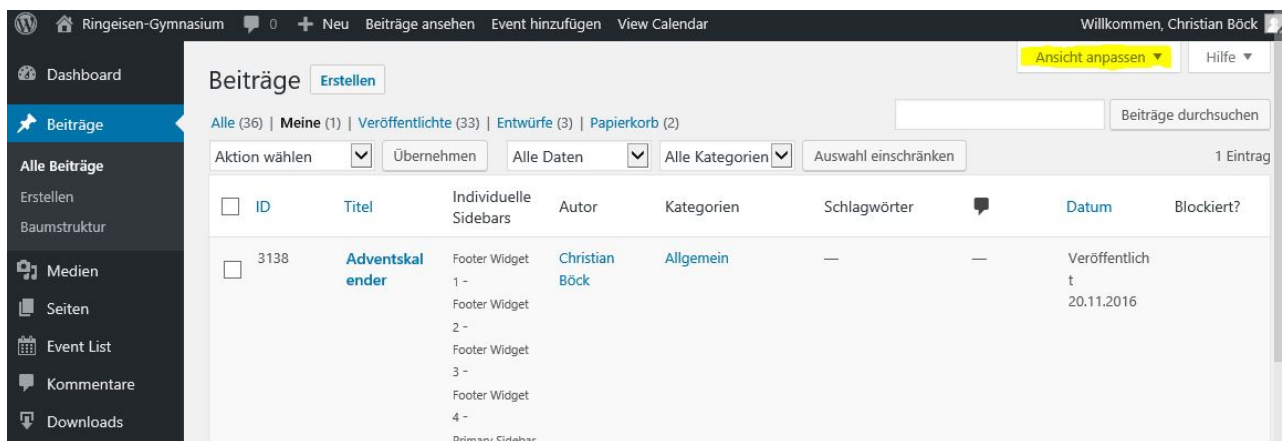 Ringeisen-Gymnasium 0 Neu Beiträge ansehen Event hinzufügen View Calendar Willkommen, Christian Böck
Dashboard
Beiträge
Alle Beiträge
Erstellen
Baumstruktur
Medien
Seiten
Event List
Kommentare
Downloads
Ansicht anpassen ▼ Hilfe ▼
Beiträge Erstellen
Alle (36) | Meine (1) | Veröffentlichte (33) | Entwürfe (3) | Papierkorb (2)
Beiträge durchsuchen
Aktion wählen Übernehmen Alle Daten Alle Kategorien Auswahl einschränken 1 Eintrag
ID Titel Individuelle Sidebars Autor Kategorien Schlagwörter Datum Blockiert?
3138
Adventskal
ender
Footer Widget
1 -
Footer Widget
2 -
Footer Widget
3 -
Footer Widget
4 -
Primary Sidebar
Christian
Böck
Allgemein
—
—
Veröffentlich
t
20.11.2016